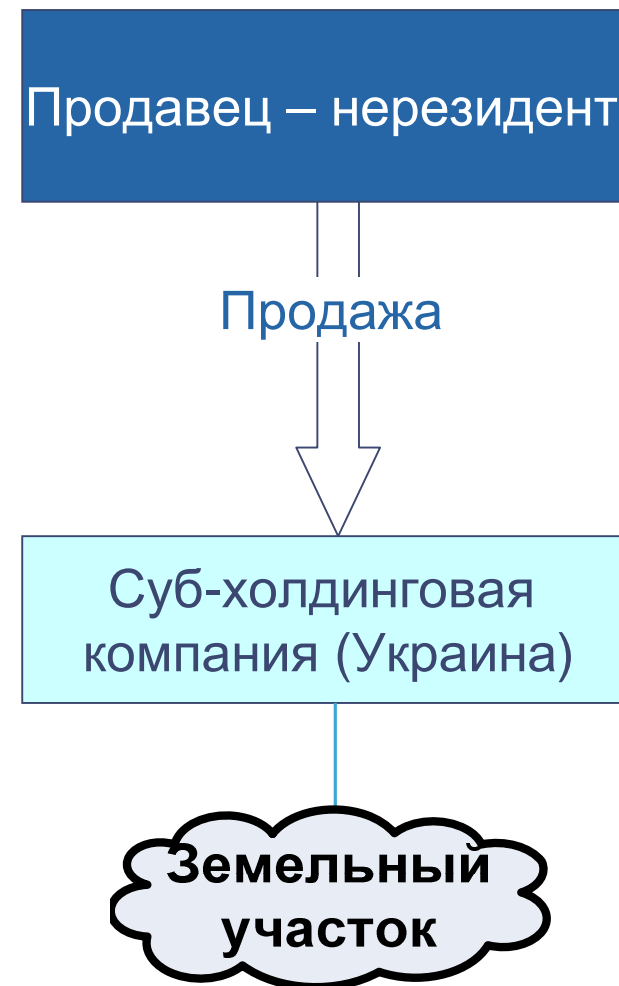 Продавец – нерезидент
Продажа
Суб-холдинговая
компания (Украина)
Земельный
участок